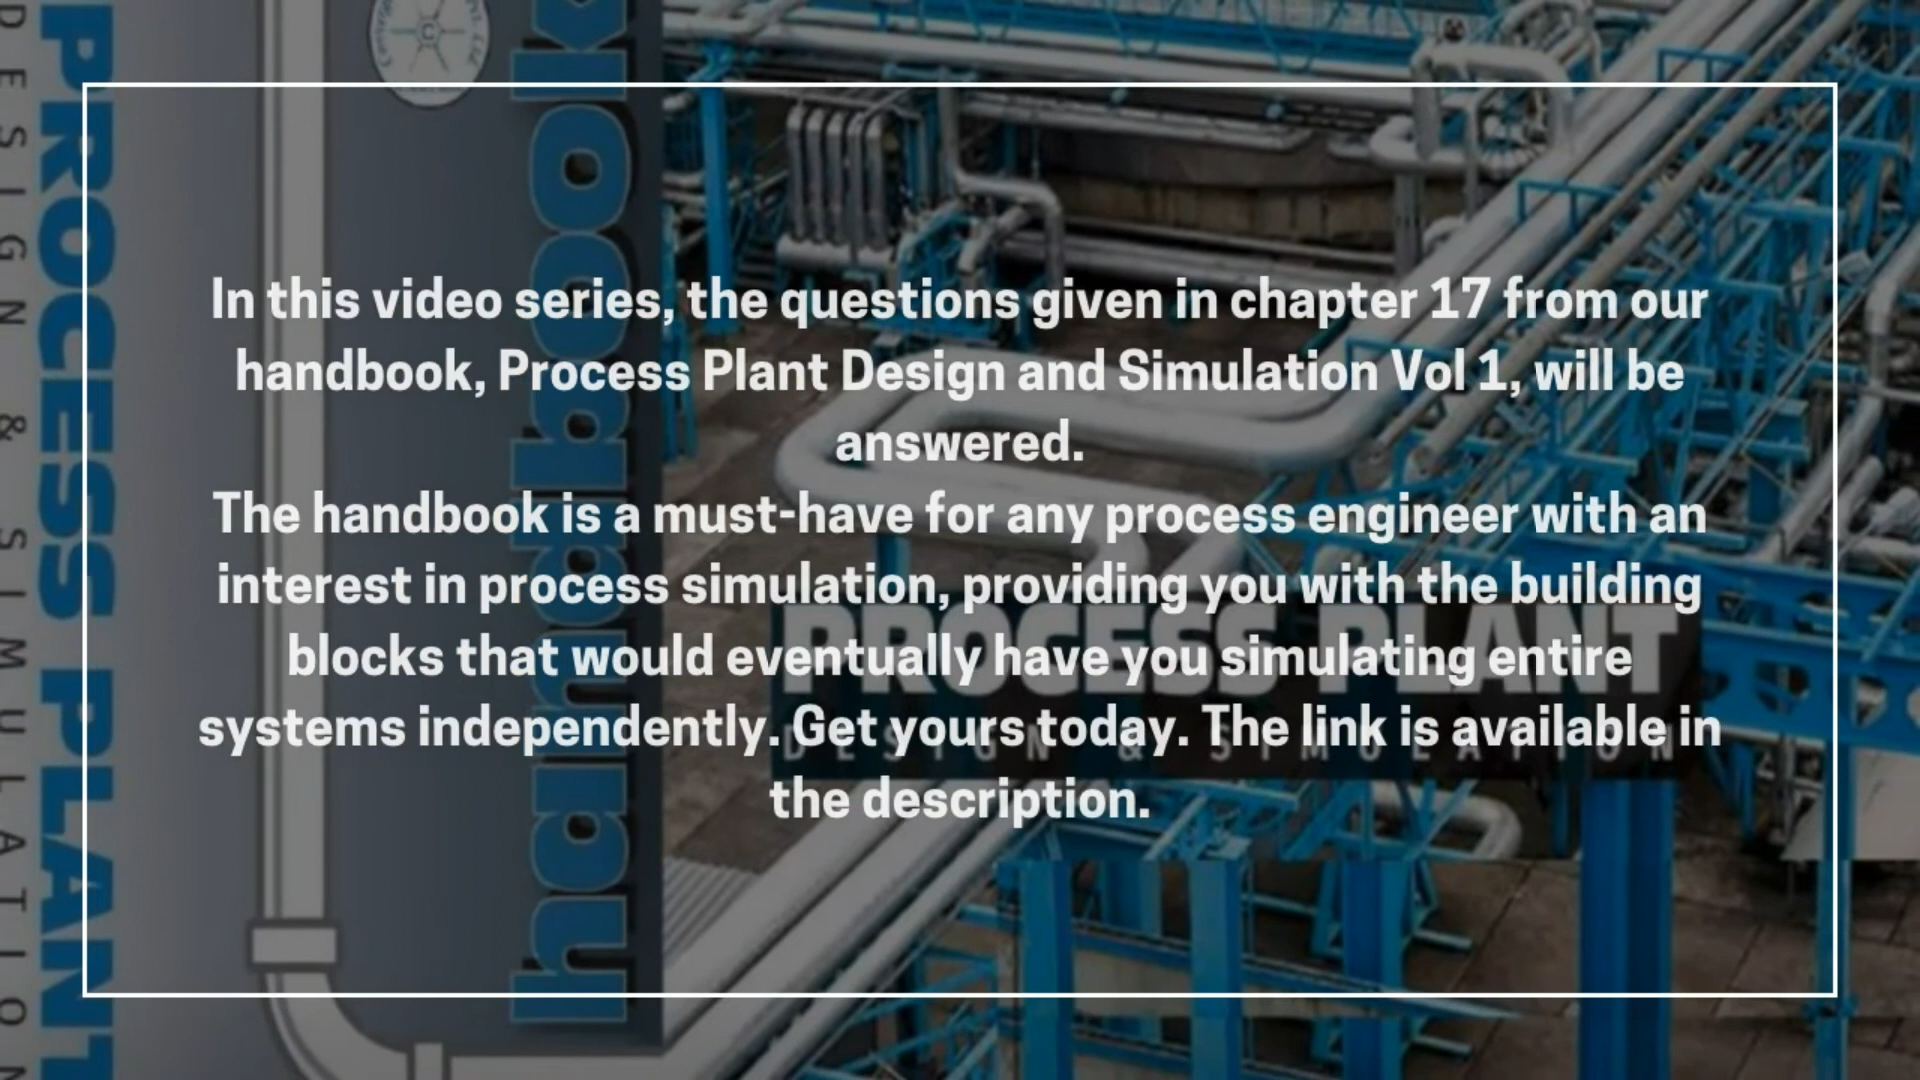 In this video series, the questions given in chapter 17 from our
handbook, Process Plant Design and Simulation Vol 1, will be
answered.
The handbook is a must-have for any process engineer with an
interest in process simulation, providing you with the building
blocks that would eventually have you simulating entire
systems independently. Get yours today. The link is available in
the description.
PROCESS PLANT
DESIGN & SIMULATION
handbook
PROCESS PLANT
DESIGN & SIMULATION